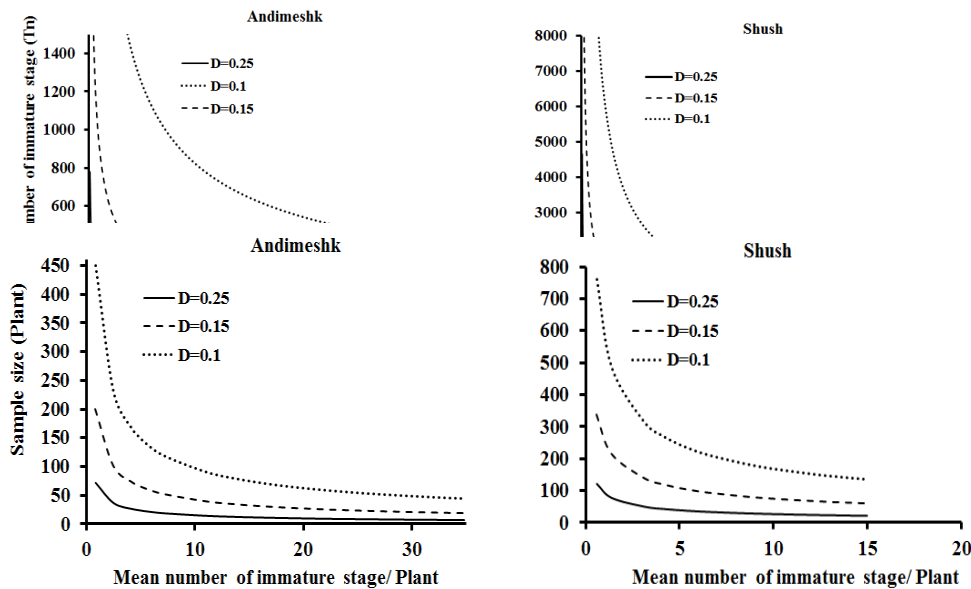 Andimeshk
mber of immature stage (Tn)
1400
1200
1000
800
600
D=0.25
D=0.1
D=0.15
Shush
8000
7000
6000
5000
4000
3000
D=0.25
D=0.15
D=0.1
Andimeshk
Sample size (Plant)
450
400
350
300
250
200
150
100
50
0
D=0.25
D=0.15
D=0.1
0 10 20 30
Mean number of immature stage/ Plant
Shush
800
700
600
500
400
300
200
100
0
D=0.25
D=0.15
D=0.1
0 5 10 15 20
Mean number of immature stage/ Plant